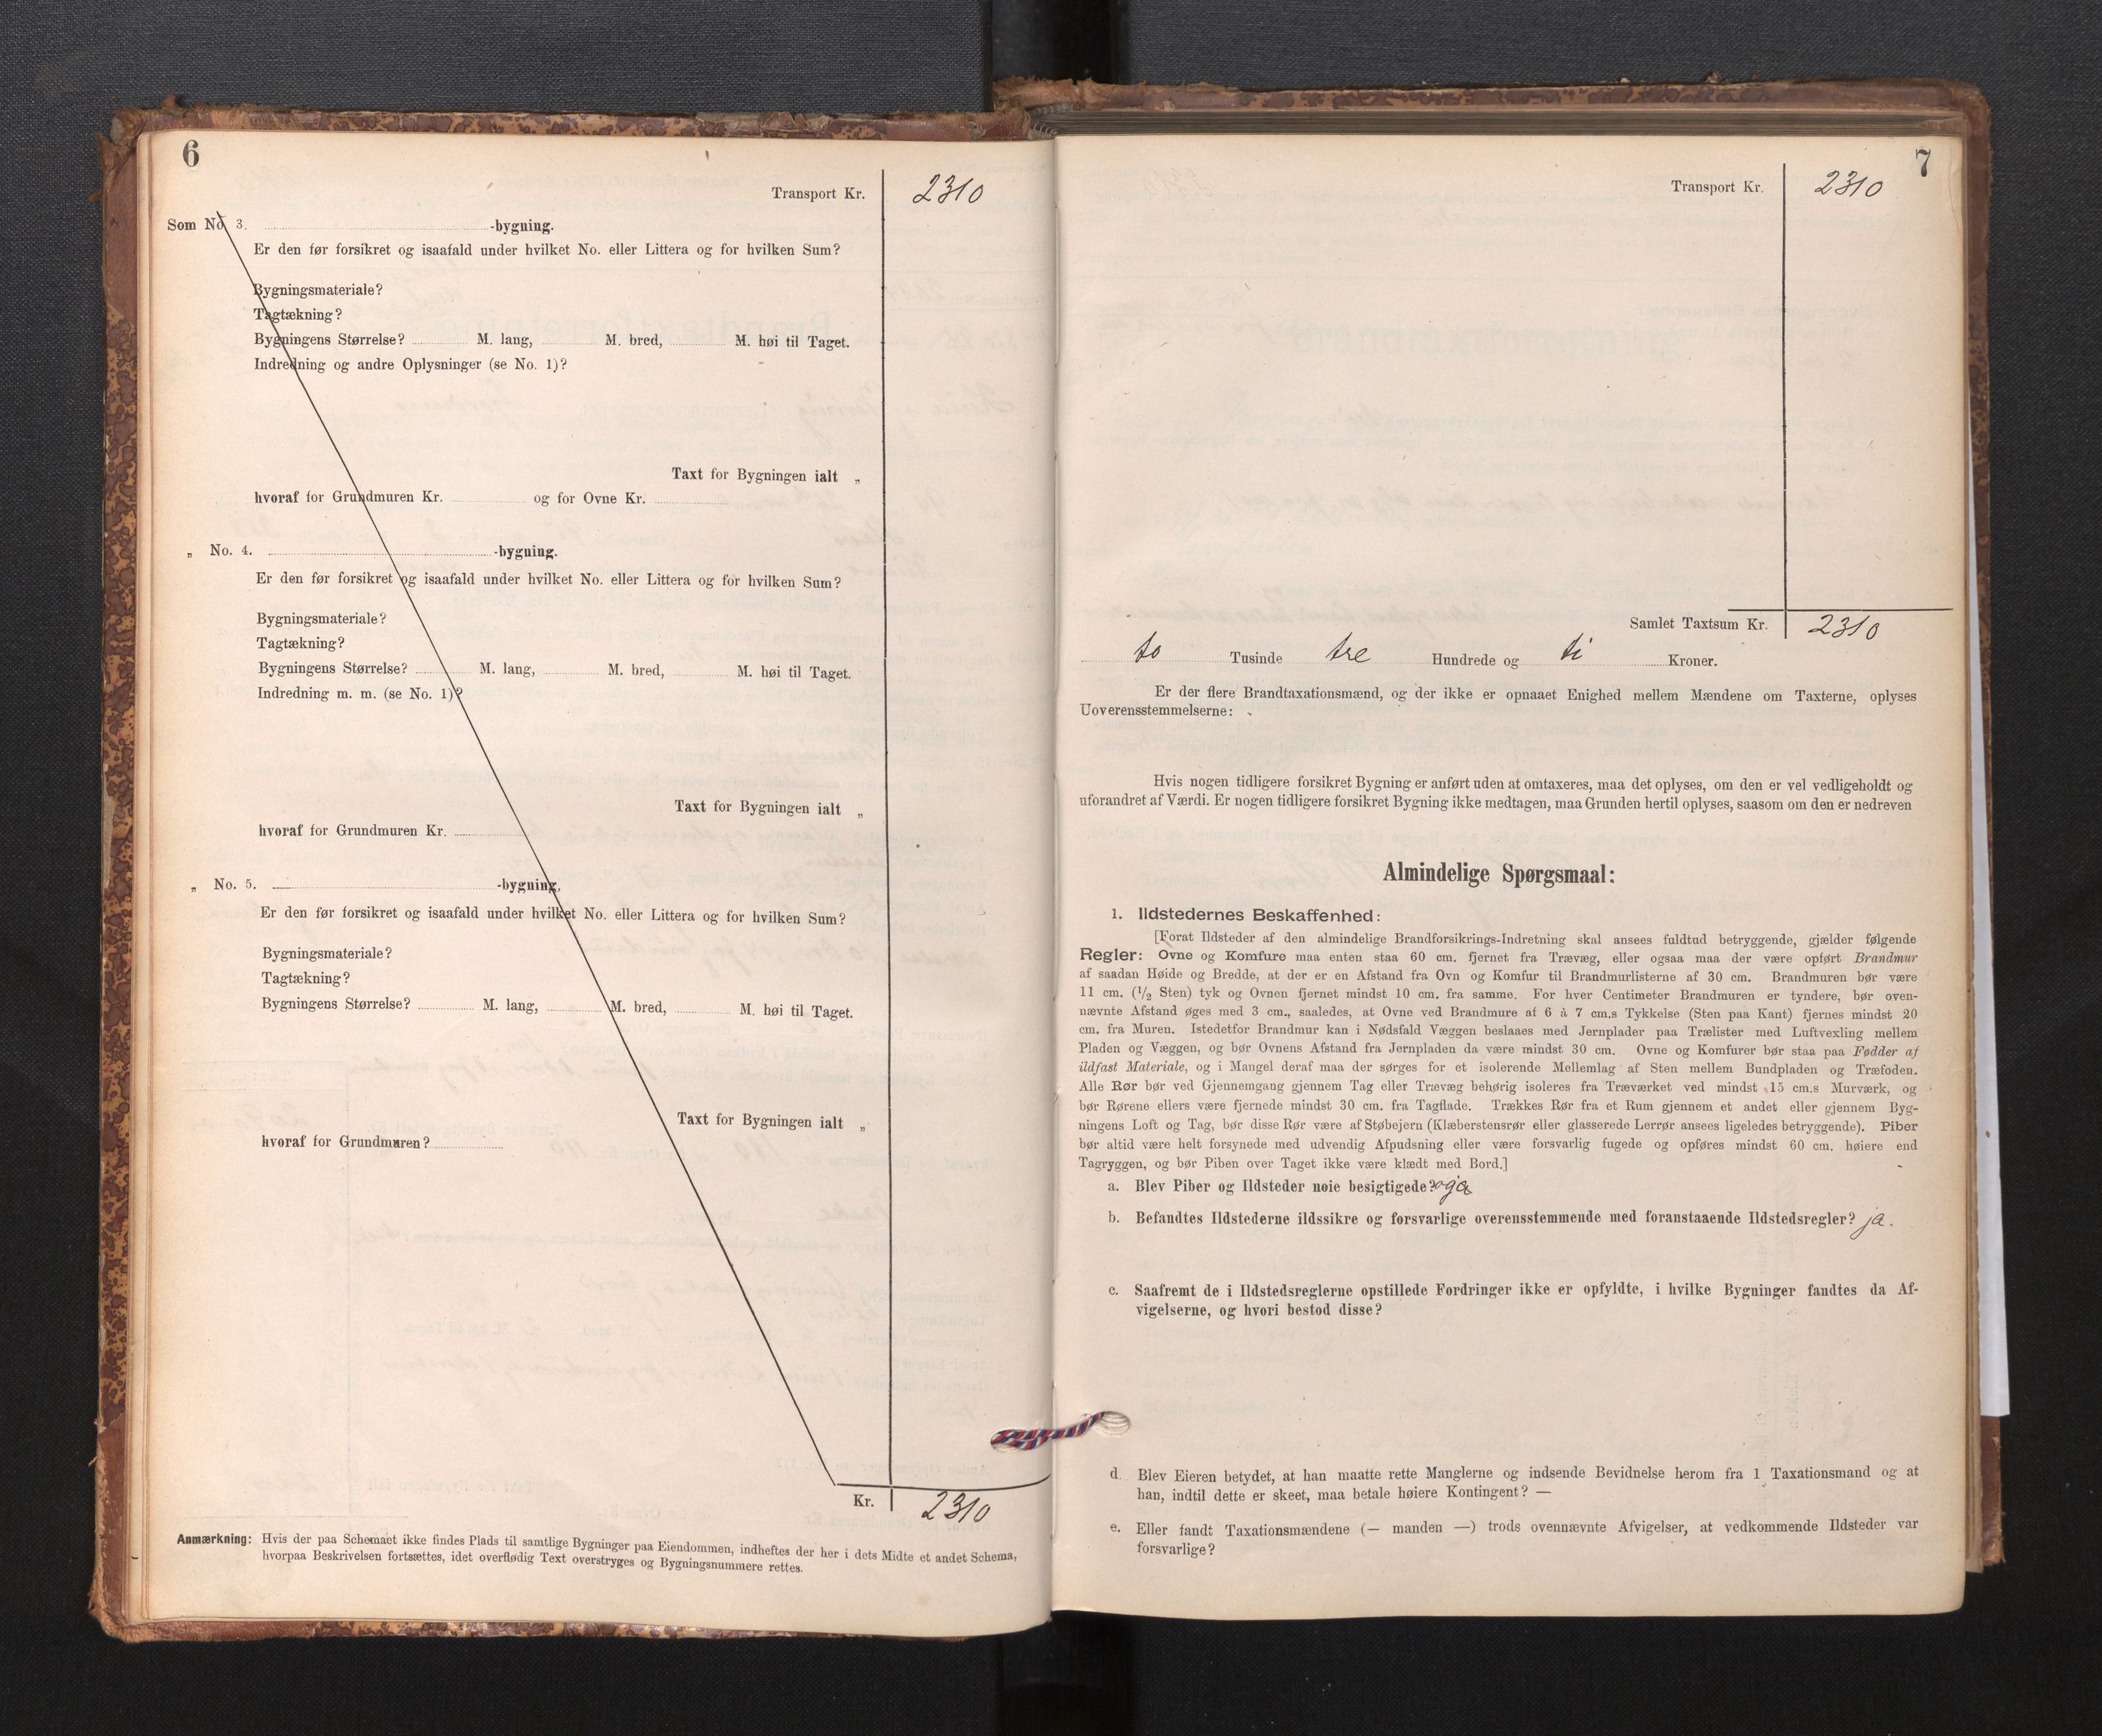 6
Transport Kr. 2310
Som No. 3. -bygning.
Er den før forsikret og isaafald under hvilket No. eller Littera og for hvilken Sum?
Bygningsmateriale?
Tagtækning?
Bygningens Størrelse? M. lang, M. bred, M. høi til Taget.
Indredning og andre Oplysninger (se No. 1)?
Taxt for Bygningen ialt „
hvoraf for Grundmuren Kr. og for Ovne Kr.
„ No. 4. -bygning.
Er den før forsikret og isaafald under hvilket No. eller Littera og for hvilken Sum?
Bygningsmateriale?
Tagtækning?
Bygningens Størrelse? M. lang, M. bred, M. høi til Taget.
Indredning m. m. (se No. 1)?
Taxt for Bygningen ialt „
hvoraf for Grundmuren Kr.
„ No. 5. -bygning.
Er den før forsikret og isaafald under hvilket No. eller Littera og for hvilken Sum?
Bygningsmateriale?
Tagtækning?
Bygningens Størrelse? M. lang, M. bred, M. høi til Taget.
Taxt for Bygningen ialt „
hvoraf for Grundmuren?
Kr. 2310
Anmærkning: Hvis der paa Schemaet ikke findes Plads til samtlige Bygninger paa Eiendommen, indheftes der her i dets Midte et andet Schema,
hvorpaa Beskrivelsen fortsættes, idet overflødig Text overstryges og Bygningsnummere rettes.
7
Transport Kr. 2310
Samlet Taxtsum Kr. 2310
to Tusinde tre Hundrede og ti Kroner.
Er der flere Brandtaxationsmænd, og der ikke er opnaaet Enighed mellem Mændene om Taxterne, oplyses
Uoverensstemmelserne:
Hvis nogen tidligere forsikret Bygning er anført uden at omtaxeres, maa det oplyses, om den er vel vedligeholdt og
uforandret af Værdi. Er nogen tidligere forsikret Bygning ikke medtagen, maa Grunden hertil oplyses, saasom om den er nedreven
Almindelige Spørgsmaal:
1. Ildstedernes Beskaffenhed:
[Forat Ildsteder af den almindelige Brandforsikrings-Indretning skal ansees fuldtud betryggende, gjælder følgende
Regler: Ovne og Komfure maa enten staa 60 cm. fjernet fra Trævæg, eller ogsaa maa der være opført Brandmur
af saadan Høide og Bredde, at der er en Afstand fra Ovn og Komfur til Brandmurlisterne af 30 cm. Brandmuren bør være
11 cm. (1/2 Sten) tyk og Ovnen fjernet mindst 10 cm. fra samme. For hver Centimeter Brandmuren er tyndere, bør oven-
nævnte Afstand øges med 3 cm., saaledes, at Ovne ved Brandmure af 6 à 7 cm.s Tykkelse (Sten paa Kant) fjernes mindst 20
cm. fra Muren. Istedetfor Brandmur kan i Nødsfald Væggen beslaaes med Jernplader paa Trælister med Luftvexling mellem
Pladen og Væggen, og bør Ovnens Afstand fra Jernpladen da være mindst 30 cm. Ovne og Komfurer bør staa paa Fødder af
ildfast Materiale, og i Mangel deraf maa der sørges for et isolerende Mellemlag af Sten mellem Bundpladen og Træfoden.
Alle Rør bør ved Gjennemgang gjennem Tag eller Trævæg behørig isoleres fra Træværket ved mindst 15 cm.s Murværk, og
bør Rørene ellers være fjernede mindst 30 cm. fra Tagflade. Trækkes Rør fra et Rum gjennem et andet eller gjennem Byg-
ningens Loft og Tag, bør disse Rør være af Støbejern (Klæberstensrør eller glasserede Lerrør ansees ligeledes betryggende). Piber
bør altid være helt forsynede med udvendig Afpudsning eller være forsvarlig fugede og opføres mindst 60 cm. høiere end
Tagryggen, og bør Piben over Taget ikke være klædt med Bord.]
a. Blev Piber og Ildsteder nøie besigtigede? ja
b. Befandtes Ildstederne ildssikre og forsvarlige overensstemmende med foranstaaende Ildstedsregler? ja.
c. Saafremt de i Ildstedsreglerne opstillede Fordringer ikke er opfyldte, i hvilke Bygninger fandtes da Af-
vigelserne, og hvori bestod disse?
d. Blev Eieren betydet, at han maatte rette Manglerne og indsende Bevidnelse herom fra 1 Taxationsmand og at
han, indtil dette er skeet, maa betale høiere Kontingent? —
e. Eller fandt Taxationsmændene (— manden —) trods ovennævnte Afvigelser, at vedkommende Ildsteder var
forsvarlige?